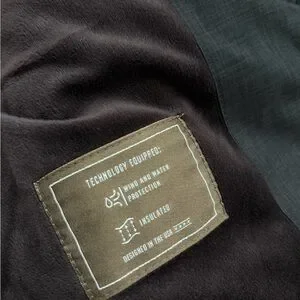 TECHNOLOGY EQUIPPED:
WIND AND WATER
PROTECTION
INSULATED
DESIGNED IN THE USA